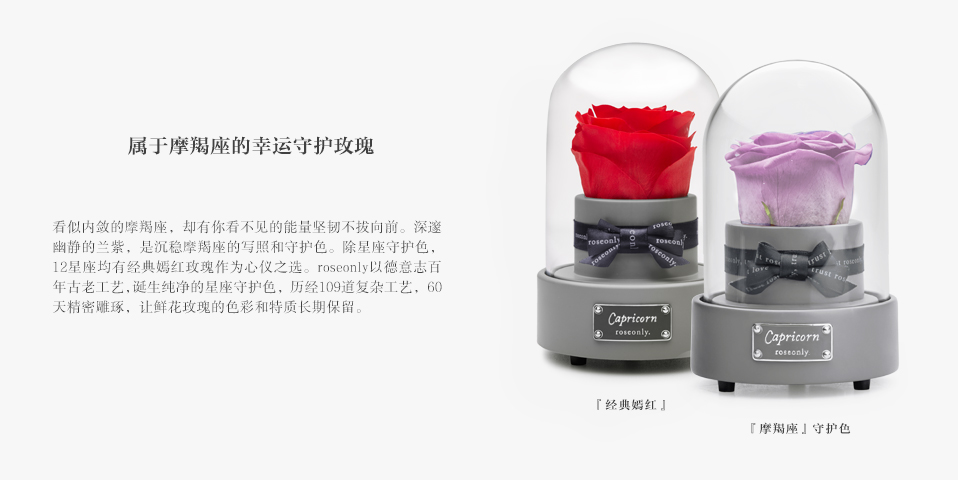 属于摩羯座的幸运守护玫瑰
看似内敛的摩羯座，却有你看不见的能量坚韧不拔向前。深邃
幽静的兰紫，是沉稳摩羯座的写照和守护色。除星座守护色，
12星座均有经典嫣红玫瑰作为心仪之选。roseonly以德意志百
年古老工艺,诞生纯净的星座守护色，历经109道复杂工艺，60
天精密雕琢，让鲜花玫瑰的色彩和特质长期保留。
roseonly
roseonly.
Capricorn
roseonly.
trust
love
trust
Capricorn
roseonly
『经典嫣红』
『摩羯座』守护色